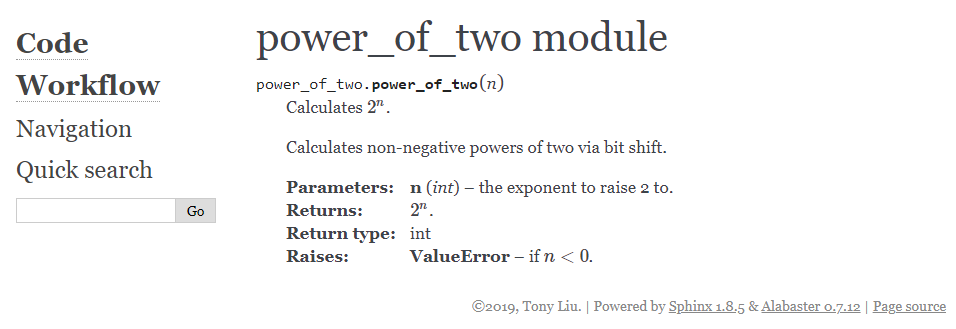 Code
Workflow
Navigation
Quick search
Go
power_of_two module
power_of_two.power_of_two(n)
Calculates 2ⁿ.
Calculates non-negative powers of two via bit shift.
Parameters: n (int) – the exponent to raise 2 to.
Returns: 2ⁿ.
Return type: int
Raises: ValueError – if n < 0.
©2019, Tony Liu. | Powered by Sphinx 1.8.5 & Alabaster 0.7.12 | Page source